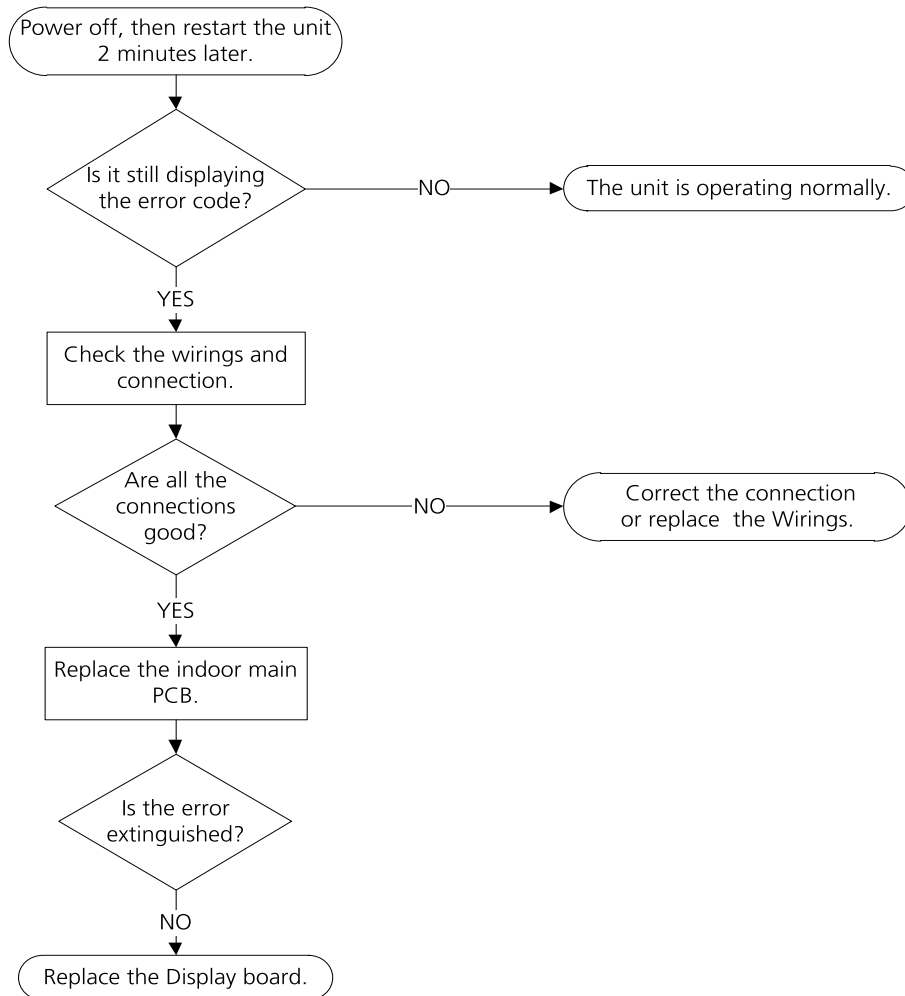 Power off, then restart the unit
2 minutes later.
Is it still displaying
the error code?
NO
The unit is operating normally.
YES
Check the wirings and
connection.
Are all the
connections
good?
NO
Correct the connection
or replace  the Wirings.
YES
Replace the indoor main
PCB.
Is the error
extinguished?
NO
Replace the Display board.